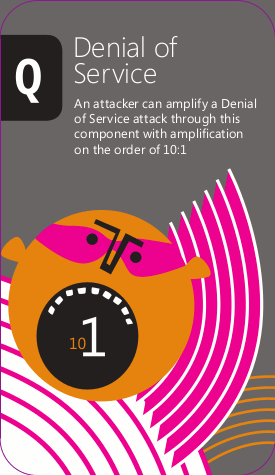 Q
Denial of
Service
An attacker can amplify a Denial
of Service attack through this
component with amplification
on the order of 10:1
10 1